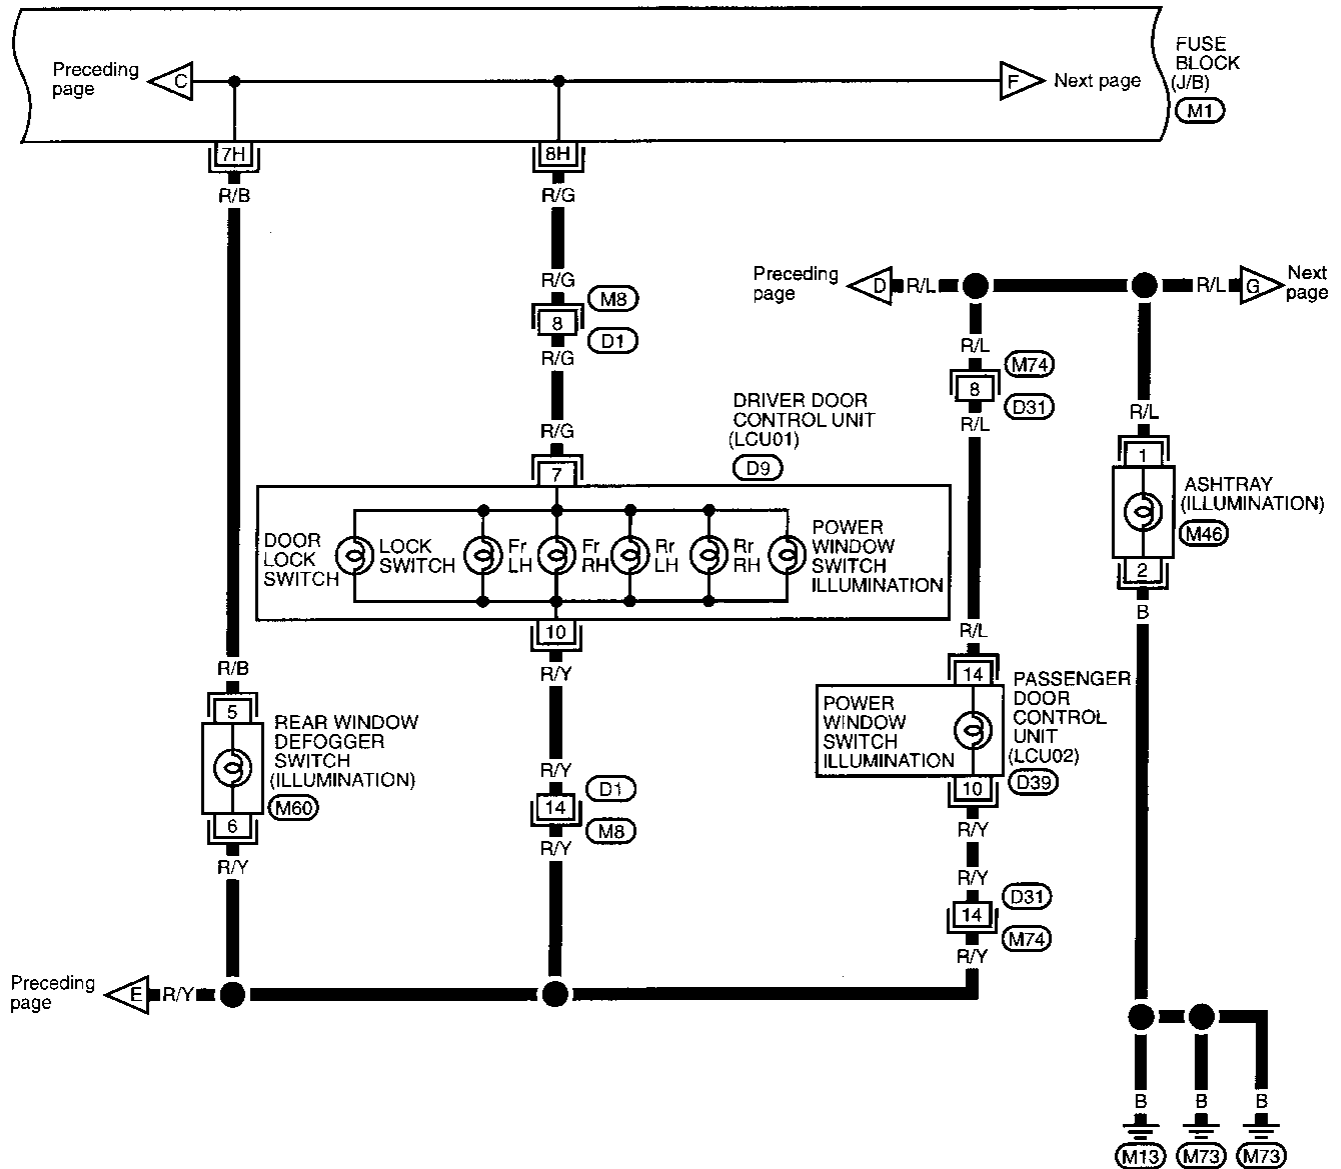 FUSE
BLOCK
(J/B)
M1
Preceding
page
C
F
Next page
7H
8H
R/B
R/G
R/G
M8
8
D1
R/G
R/G
Preceding
page
D
R/L
R/L
G
Next
page
R/L
M74
8
D31
R/L
R/L
DRIVER DOOR
CONTROL UNIT
(LCU01)
D9
7
DOOR
LOCK
SWITCH
LOCK
SWITCH
Fr
LH
Fr
RH
Rr
LH
Rr
RH
POWER
WINDOW
SWITCH
ILLUMINATION
10
1
ASHTRAY
(ILLUMINATION)
M46
2
B
R/B
5
REAR WINDOW
DEFOGGER
SWITCH
(ILLUMINATION)
M60
6
R/Y
R/Y
R/Y
D1
14
M8
R/Y
R/L
14
POWER
WINDOW
SWITCH
ILLUMINATION
PASSENGER
DOOR
CONTROL
UNIT
(LCU02)
D39
10
R/Y
R/Y
D31
14
M74
R/Y
Preceding
page
E
R/Y
B
B
B
M13
M73
M73